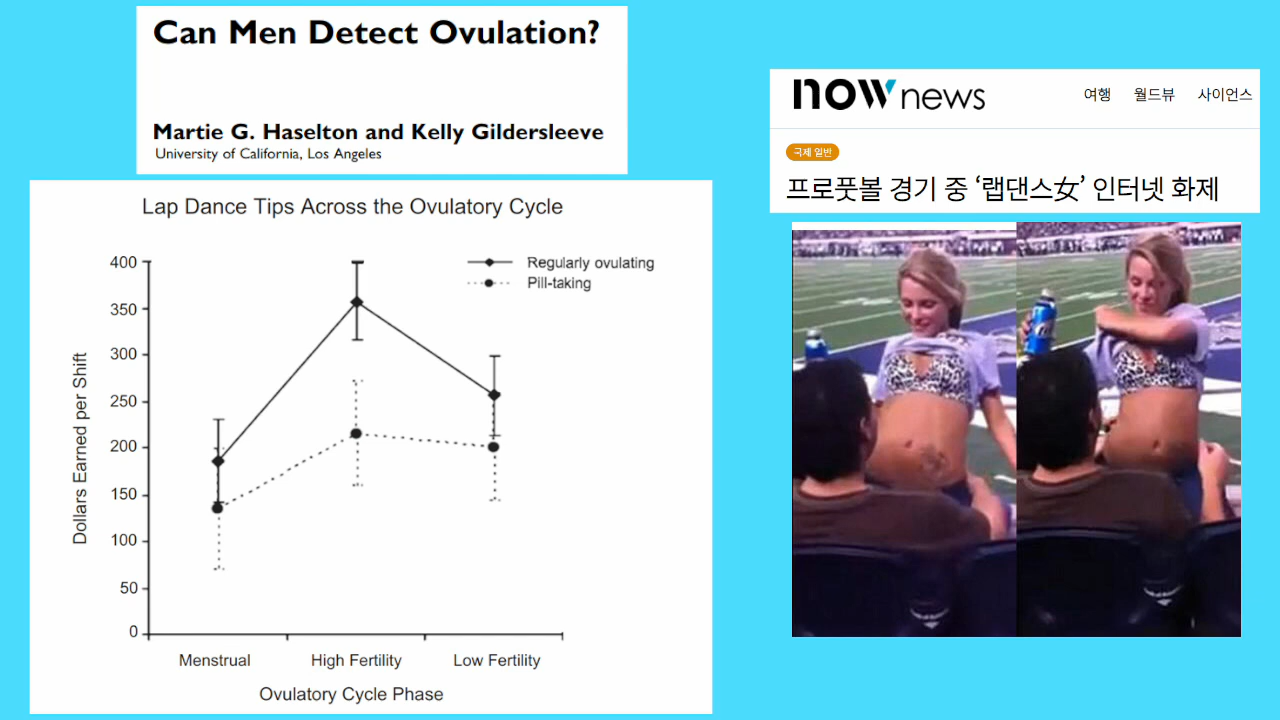 Can Men Detect Ovulation?
Martie G. Haselton and Kelly Gildersleeve
University of California, Los Angeles
Lap Dance Tips Across the Ovulatory Cycle
400
350
300
250
200
150
100
50
0
Dollars Earned per Shift
Regularly ovulating
Pill-taking
Menstrual High Fertility Low Fertility
Ovulatory Cycle Phase
now news 여행 월드뷰 사이언스
국제 일반
프로풋볼 경기 중 ‘랩댄스女’ 인터넷 화제